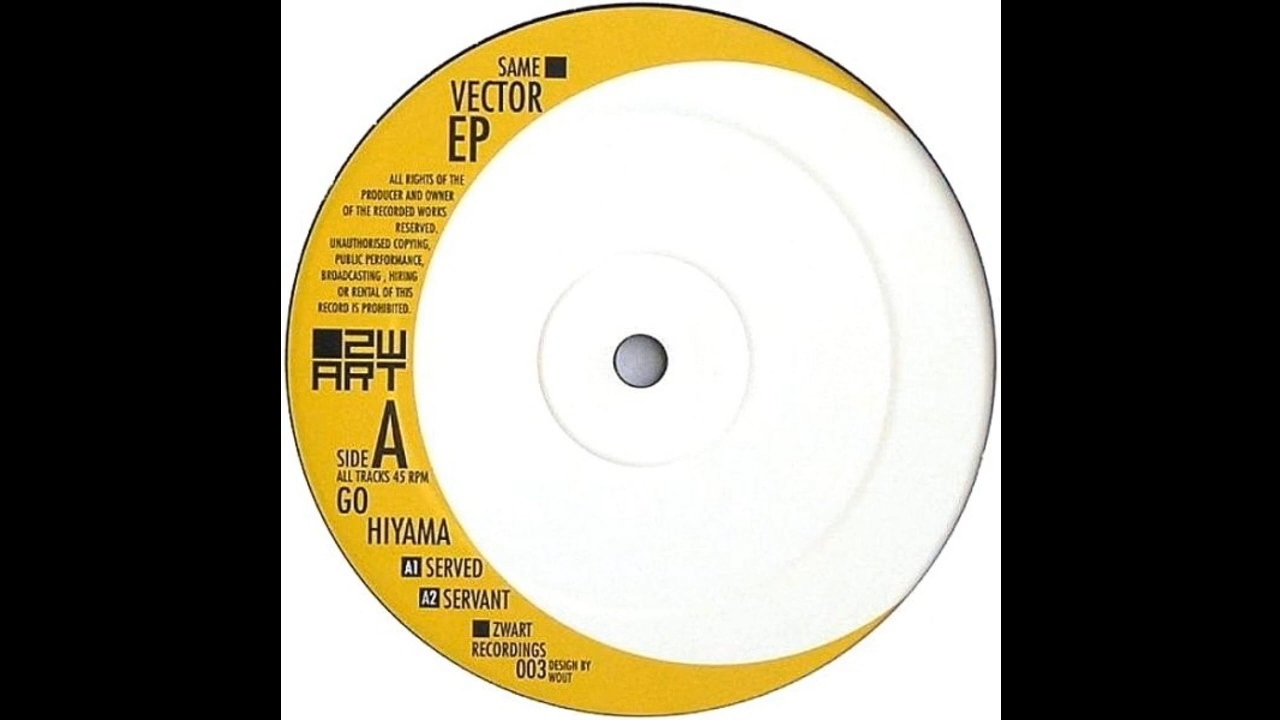 SAME
VECTOR
EP
ALL RIGHTS OF THE
PRODUCER AND OWNER
OF THE RECORDED WORKS
RESERVED.
UNAUTHORISED COPYING,
PUBLIC PERFORMANCE,
BROADCASTING , HIRING
OR RENTAL OF THIS
RECORD IS PROHIBITED.
ZW
ART
SIDE A
ALL TRACKS 45 RPM
GO
HIYAMA
A1 SERVED
A2 SERVANT
ZWART
RECORDINGS
003 DESIGN BY
WOUT